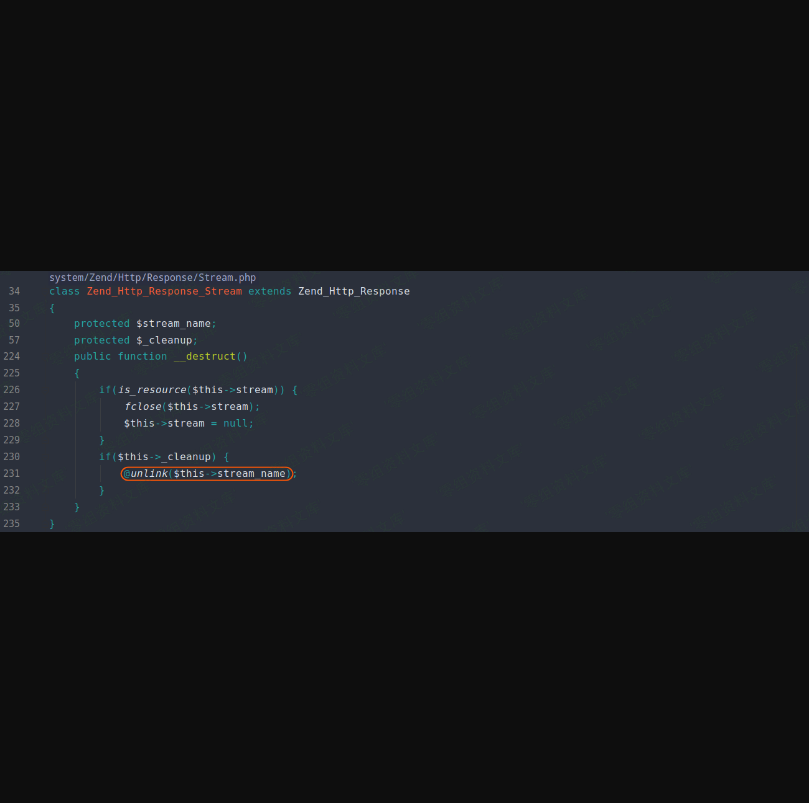 system/Zend/Http/Response/Stream.php
34 class Zend_Http_Response_Stream extends Zend_Http_Response
35 {
50 protected $stream_name;
57 protected $_cleanup;
224 public function __destruct()
225 {
226 if(is_resource($this->stream)) {
227 fclose($this->stream);
228 $this->stream = null;
229 }
230 if($this->_cleanup) {
231 @unlink($this->stream_name);
232 }
233 }
235 }